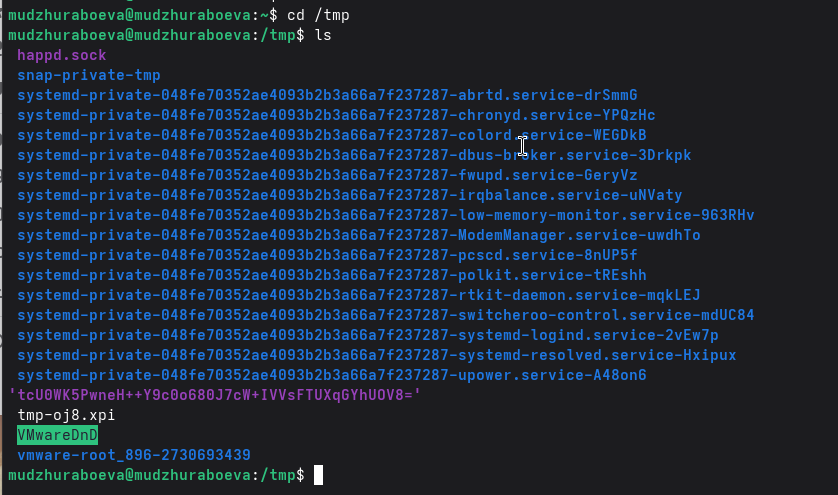 mudzhuraboeva@mudzhuraboeva:~$ cd /tmp
mudzhuraboeva@mudzhuraboeva:/tmp$ ls
happd.sock
snap-private-tmp
systemd-private-048fe70352ae4093b2b3a66a7f237287-abrtd.service-drSmmG
systemd-private-048fe70352ae4093b2b3a66a7f237287-chronyd.service-YPQzHc
systemd-private-048fe70352ae4093b2b3a66a7f237287-colord.service-WEGDkB
systemd-private-048fe70352ae4093b2b3a66a7f237287-dbus-broker.service-3Drkpk
systemd-private-048fe70352ae4093b2b3a66a7f237287-fwupd.service-GeryVz
systemd-private-048fe70352ae4093b2b3a66a7f237287-irqbalance.service-uNVaty
systemd-private-048fe70352ae4093b2b3a66a7f237287-low-memory-monitor.service-963RHv
systemd-private-048fe70352ae4093b2b3a66a7f237287-ModemManager.service-uwdhTo
systemd-private-048fe70352ae4093b2b3a66a7f237287-pcscd.service-8nUP5f
systemd-private-048fe70352ae4093b2b3a66a7f237287-polkit.service-tREshh
systemd-private-048fe70352ae4093b2b3a66a7f237287-rtkit-daemon.service-mqkLEJ
systemd-private-048fe70352ae4093b2b3a66a7f237287-switcheroo-control.service-mdUC84
systemd-private-048fe70352ae4093b2b3a66a7f237287-systemd-logind.service-2vEw7p
systemd-private-048fe70352ae4093b2b3a66a7f237287-systemd-resolved.service-Hxipux
systemd-private-048fe70352ae4093b2b3a66a7f237287-upower.service-A48on6
'tcU0WK5PwneH++Y9c0o680J7cW+IVVsFTUXqGYhUOV8='
tmp-oj8.xpi
VMwareDnD
vmware-root_896-2730693439
mudzhuraboeva@mudzhuraboeva:/tmp$